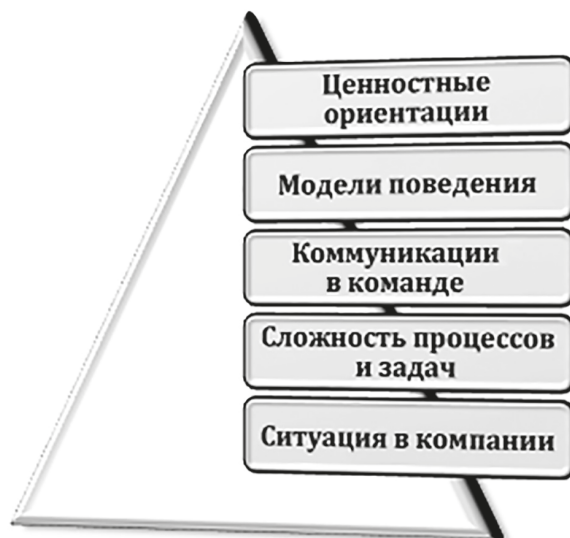 Ценностные
ориентации
Модели поведения
Коммуникации
в команде
Сложность процессов
и задач
Ситуация в компании